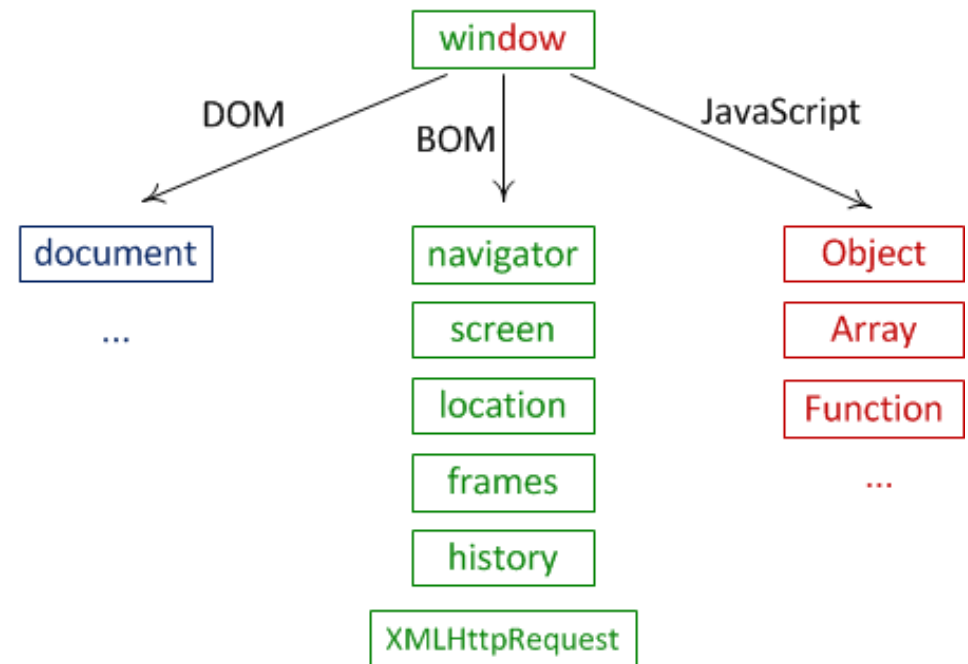 window
DOM
BOM
JavaScript
document
...
navigator
screen
location
frames
history
XMLHttpRequest
Object
Array
Function
...